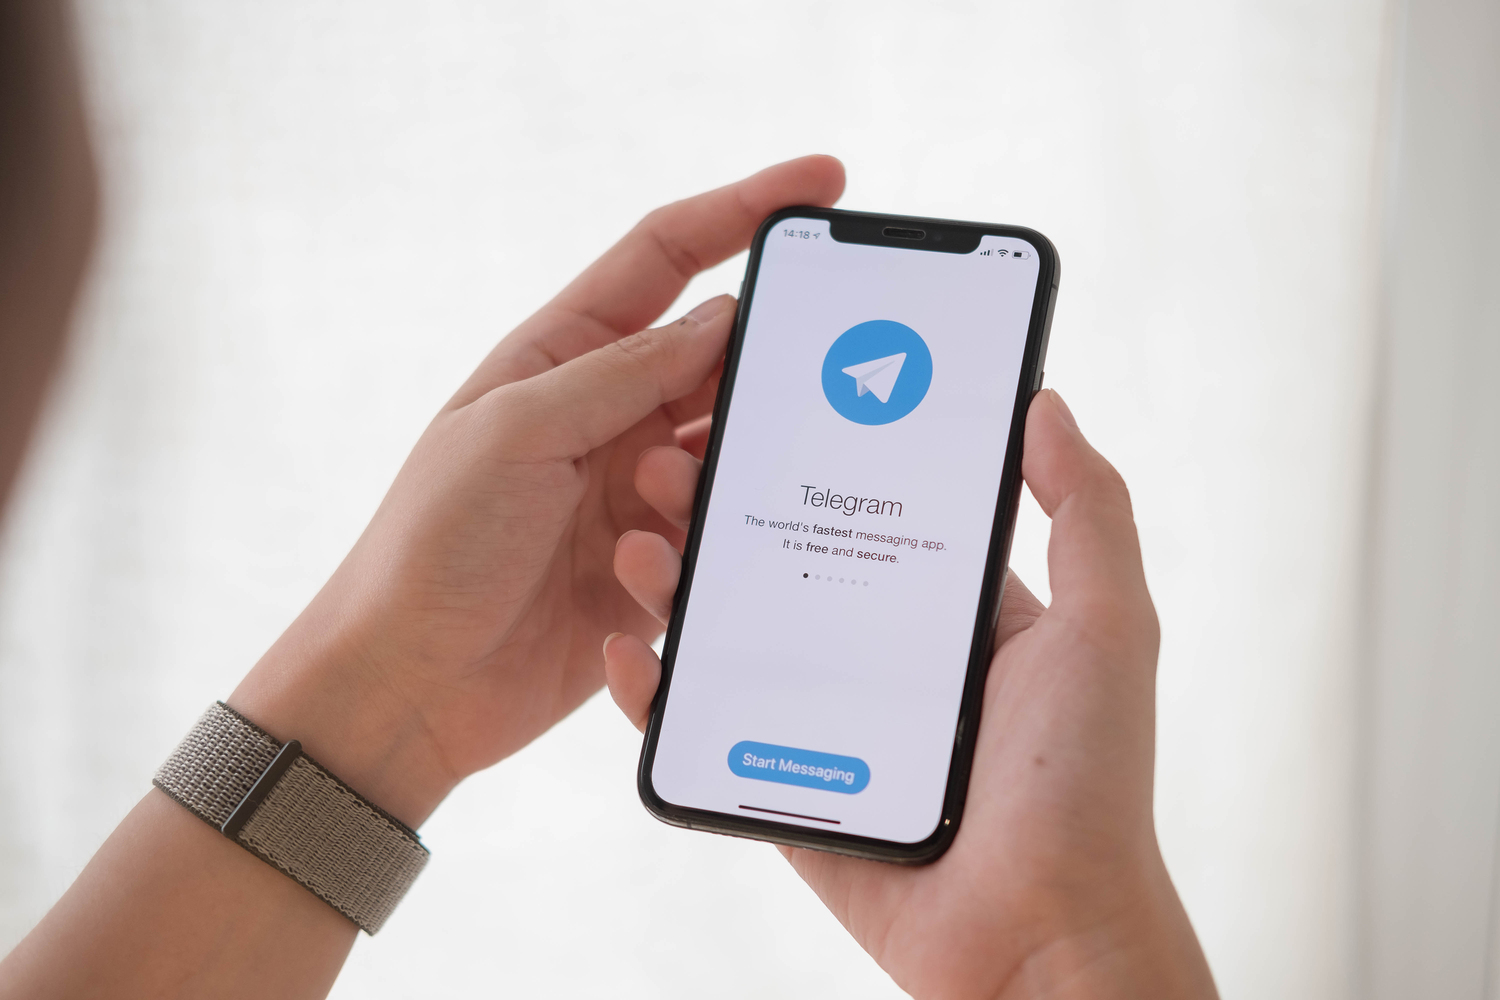 14:18
Telegram
The world's fastest messaging app.
It is free and secure.
Start Messaging